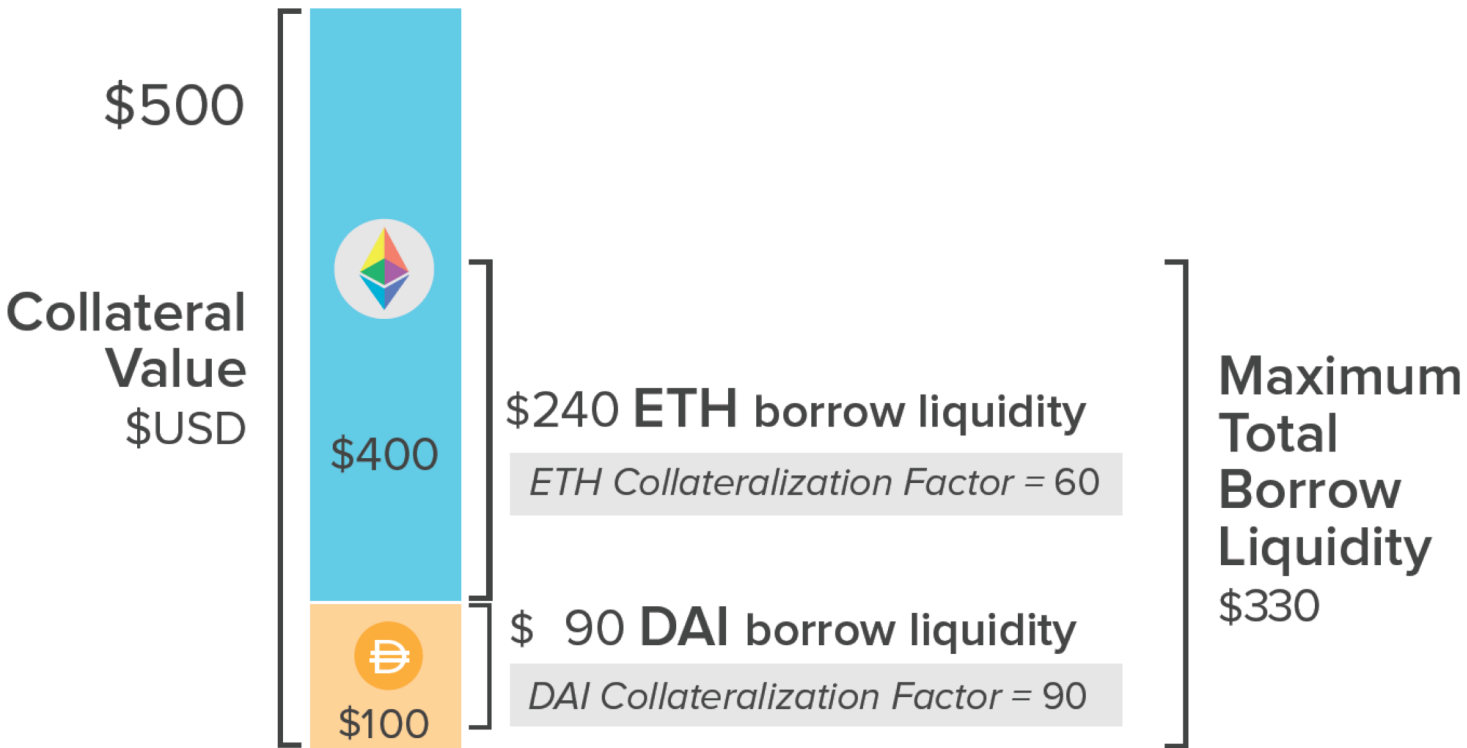 $500
Collateral
Value
$USD
$400
$100
$240 ETH borrow liquidity
ETH Collateralization Factor = 60
$ 90 DAI borrow liquidity
DAI Collateralization Factor = 90
Maximum
Total
Borrow
Liquidity
$330